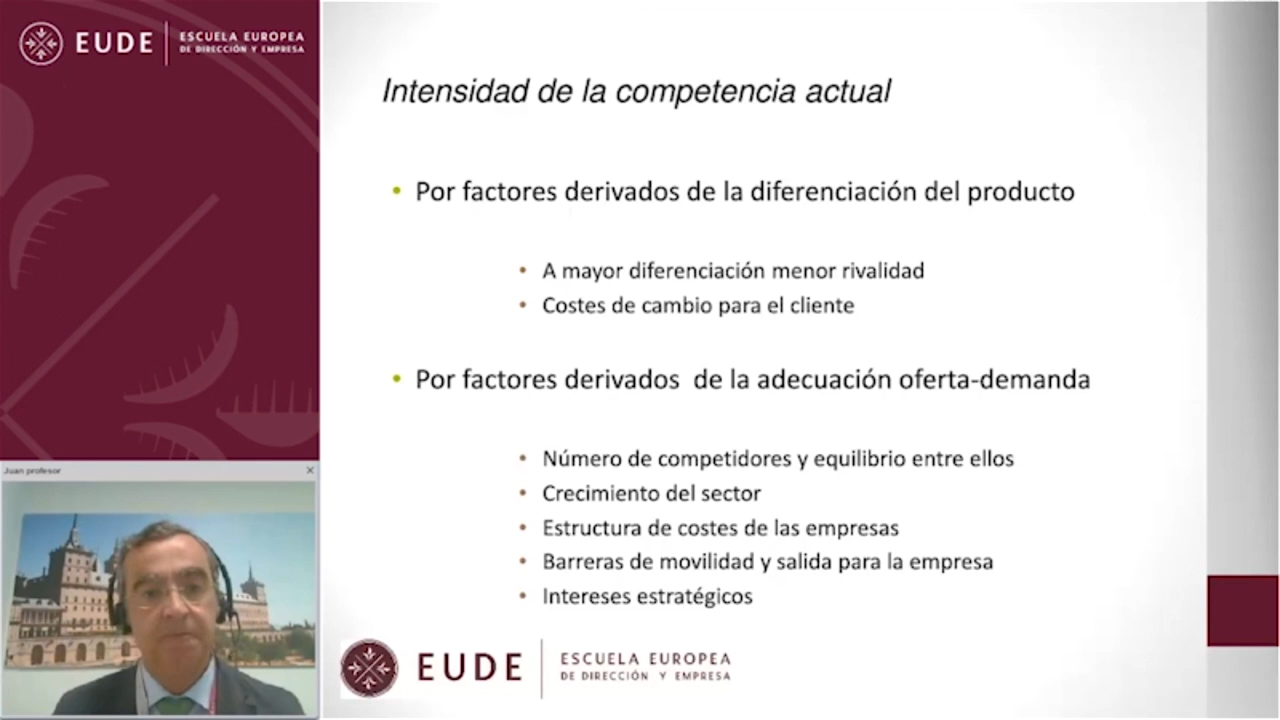 EUDE
ESCUELA EUROPEA
DE DIRECCIÓN Y EMPRESA
Intensidad de la competencia actual
• Por factores derivados de la diferenciación del producto
• A mayor diferenciación menor rivalidad
• Costes de cambio para el cliente
• Por factores derivados de la adecuación oferta-demanda
• Número de competidores y equilibrio entre ellos
• Crecimiento del sector
• Estructura de costes de las empresas
• Barreras de movilidad y salida para la empresa
• Intereses estratégicos
Juan profesor
EUDE
ESCUELA EUROPEA
DE DIRECCIÓN Y EMPRESA